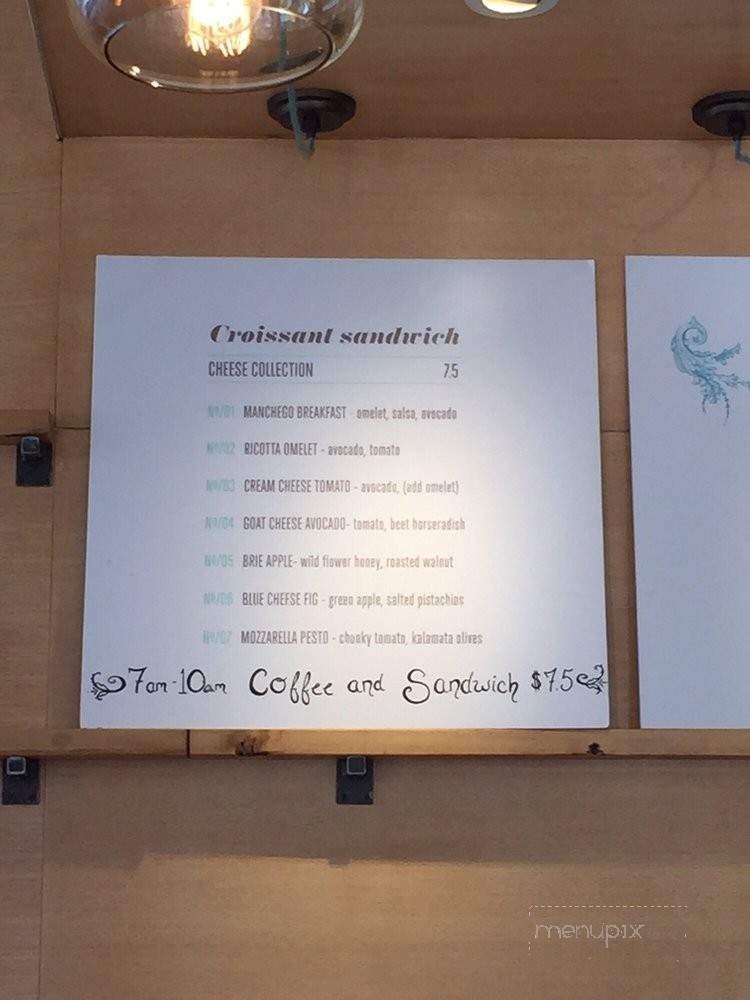 Croissant sandwich
CHEESE COLLECTION 7.5
Nº/01 MANCHEGO BREAKFAST - omelet, salsa, avocado
Nº/02 RICOTTA OMELET - avocado, tomato
Nº/03 CREAM CHEESE TOMATO - avocado, (add omelet)
Nº/04 GOAT CHEESE AVOCADO- tomato, beet horseradish
Nº/05 BRIE APPLE- wild flower honey, roasted walnut
Nº/06 BLUE CHEESE FIG - green apple, salted pistachios
Nº/07 MOZZARELLA PESTO - chunky tomato, kalamata olives
7am-10am Coffee and Sandwich $7.5
menupix